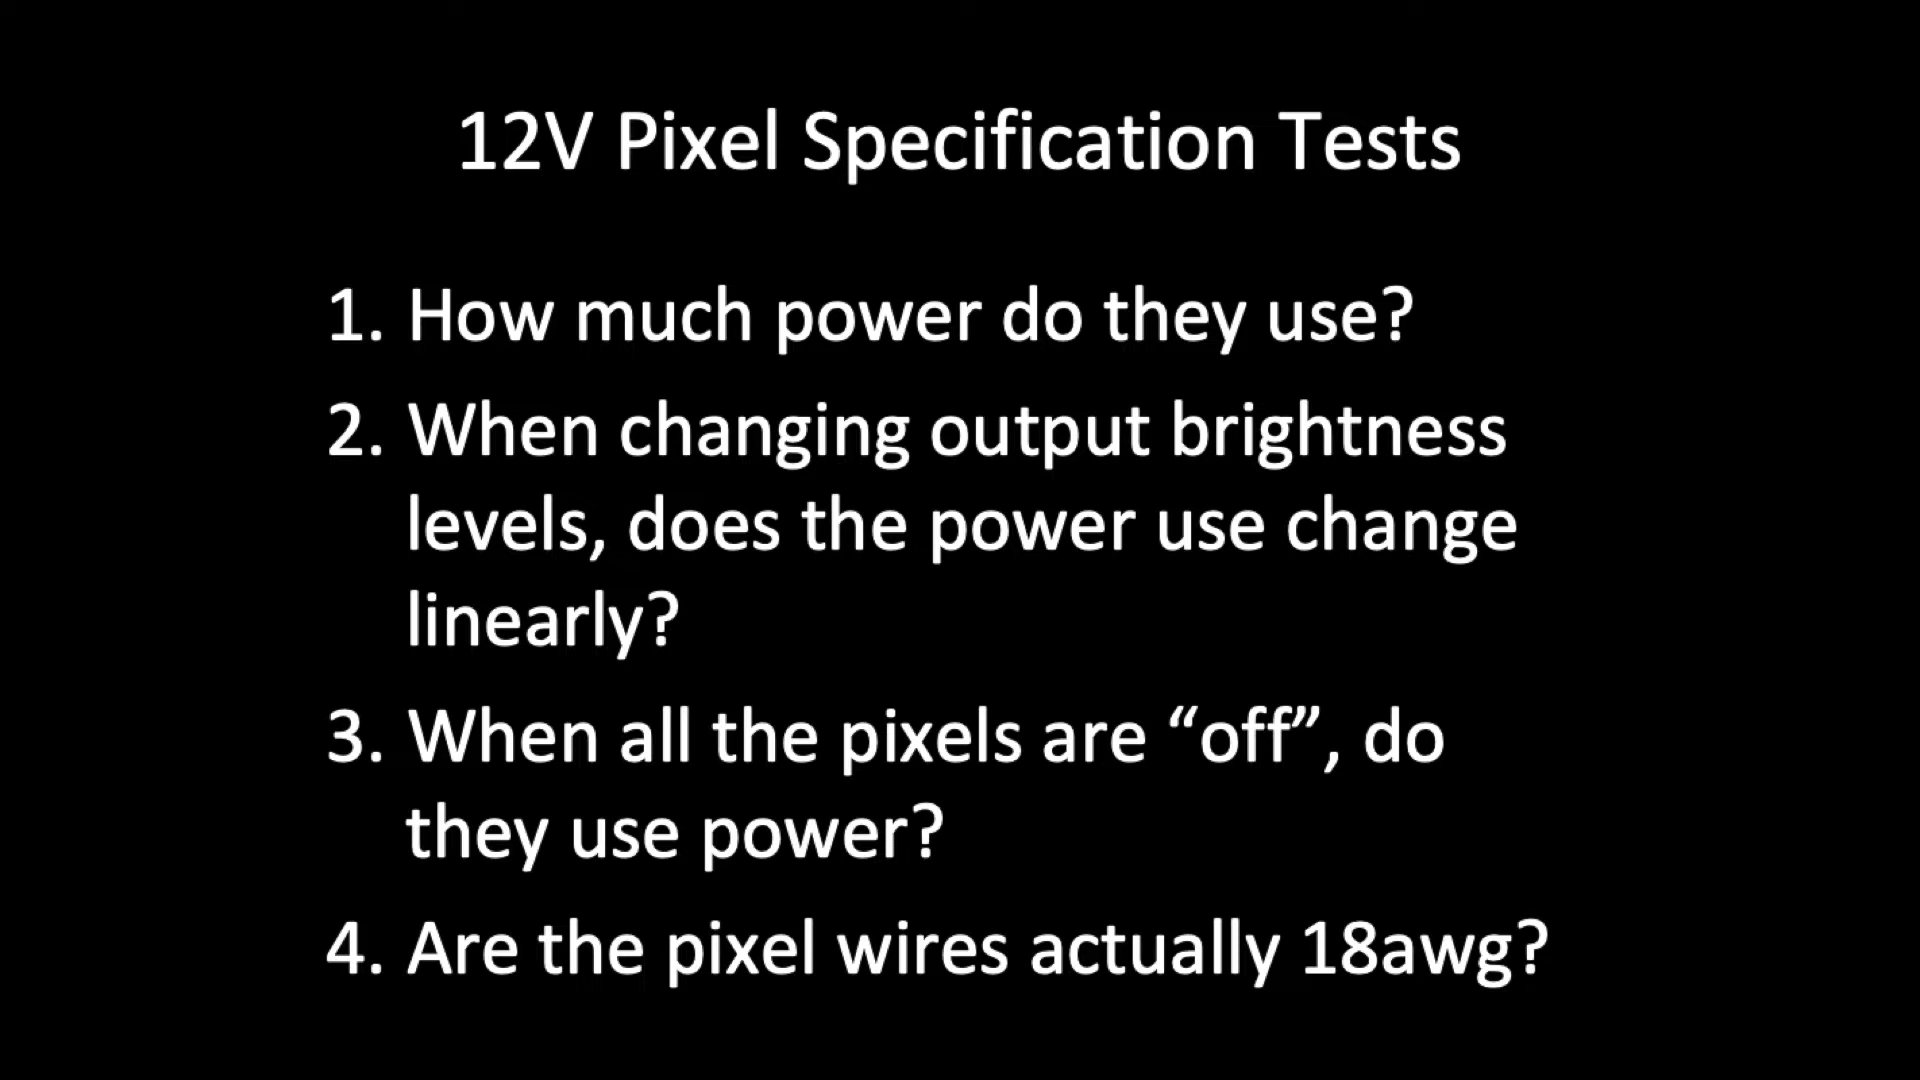 12V Pixel Specification Tests
1. How much power do they use?
2. When changing output brightness
levels, does the power use change
linearly?
3. When all the pixels are “off”, do
they use power?
4. Are the pixel wires actually 18awg?